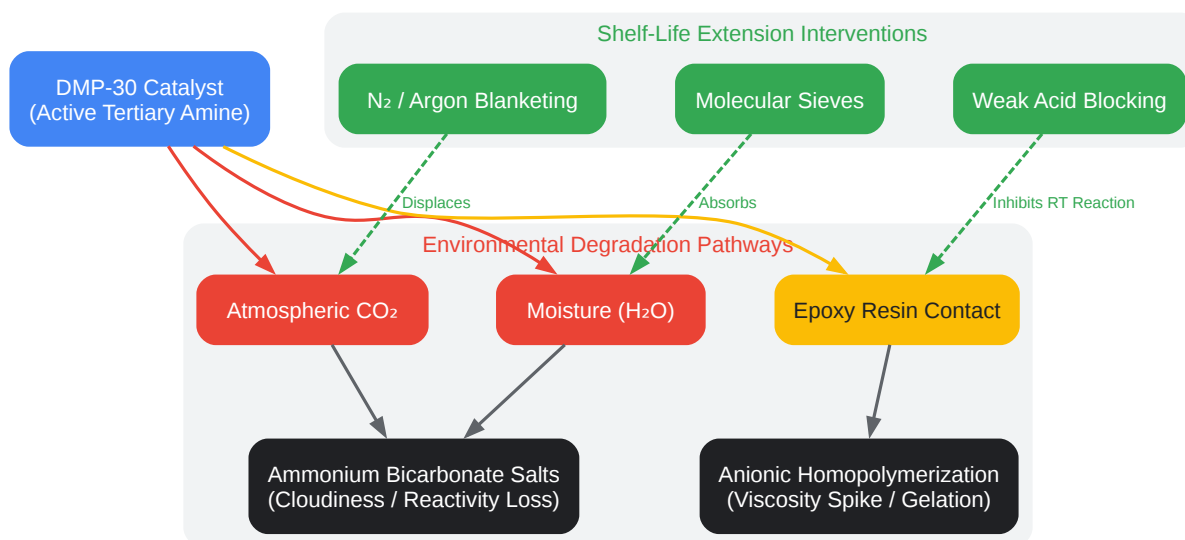 Shelf-Life Extension Interventions
DMP-30 Catalyst
(Active Tertiary Amine)
N₂ / Argon Blanketing
Molecular Sieves
Weak Acid Blocking
Displaces
Absorbs
Inhibits RT Reaction
Environmental Degradation Pathways
Atmospheric CO₂
Moisture (H₂O)
Epoxy Resin Contact
Ammonium Bicarbonate Salts
(Cloudiness / Reactivity Loss)
Anionic Homopolymerization
(Viscosity Spike / Gelation)